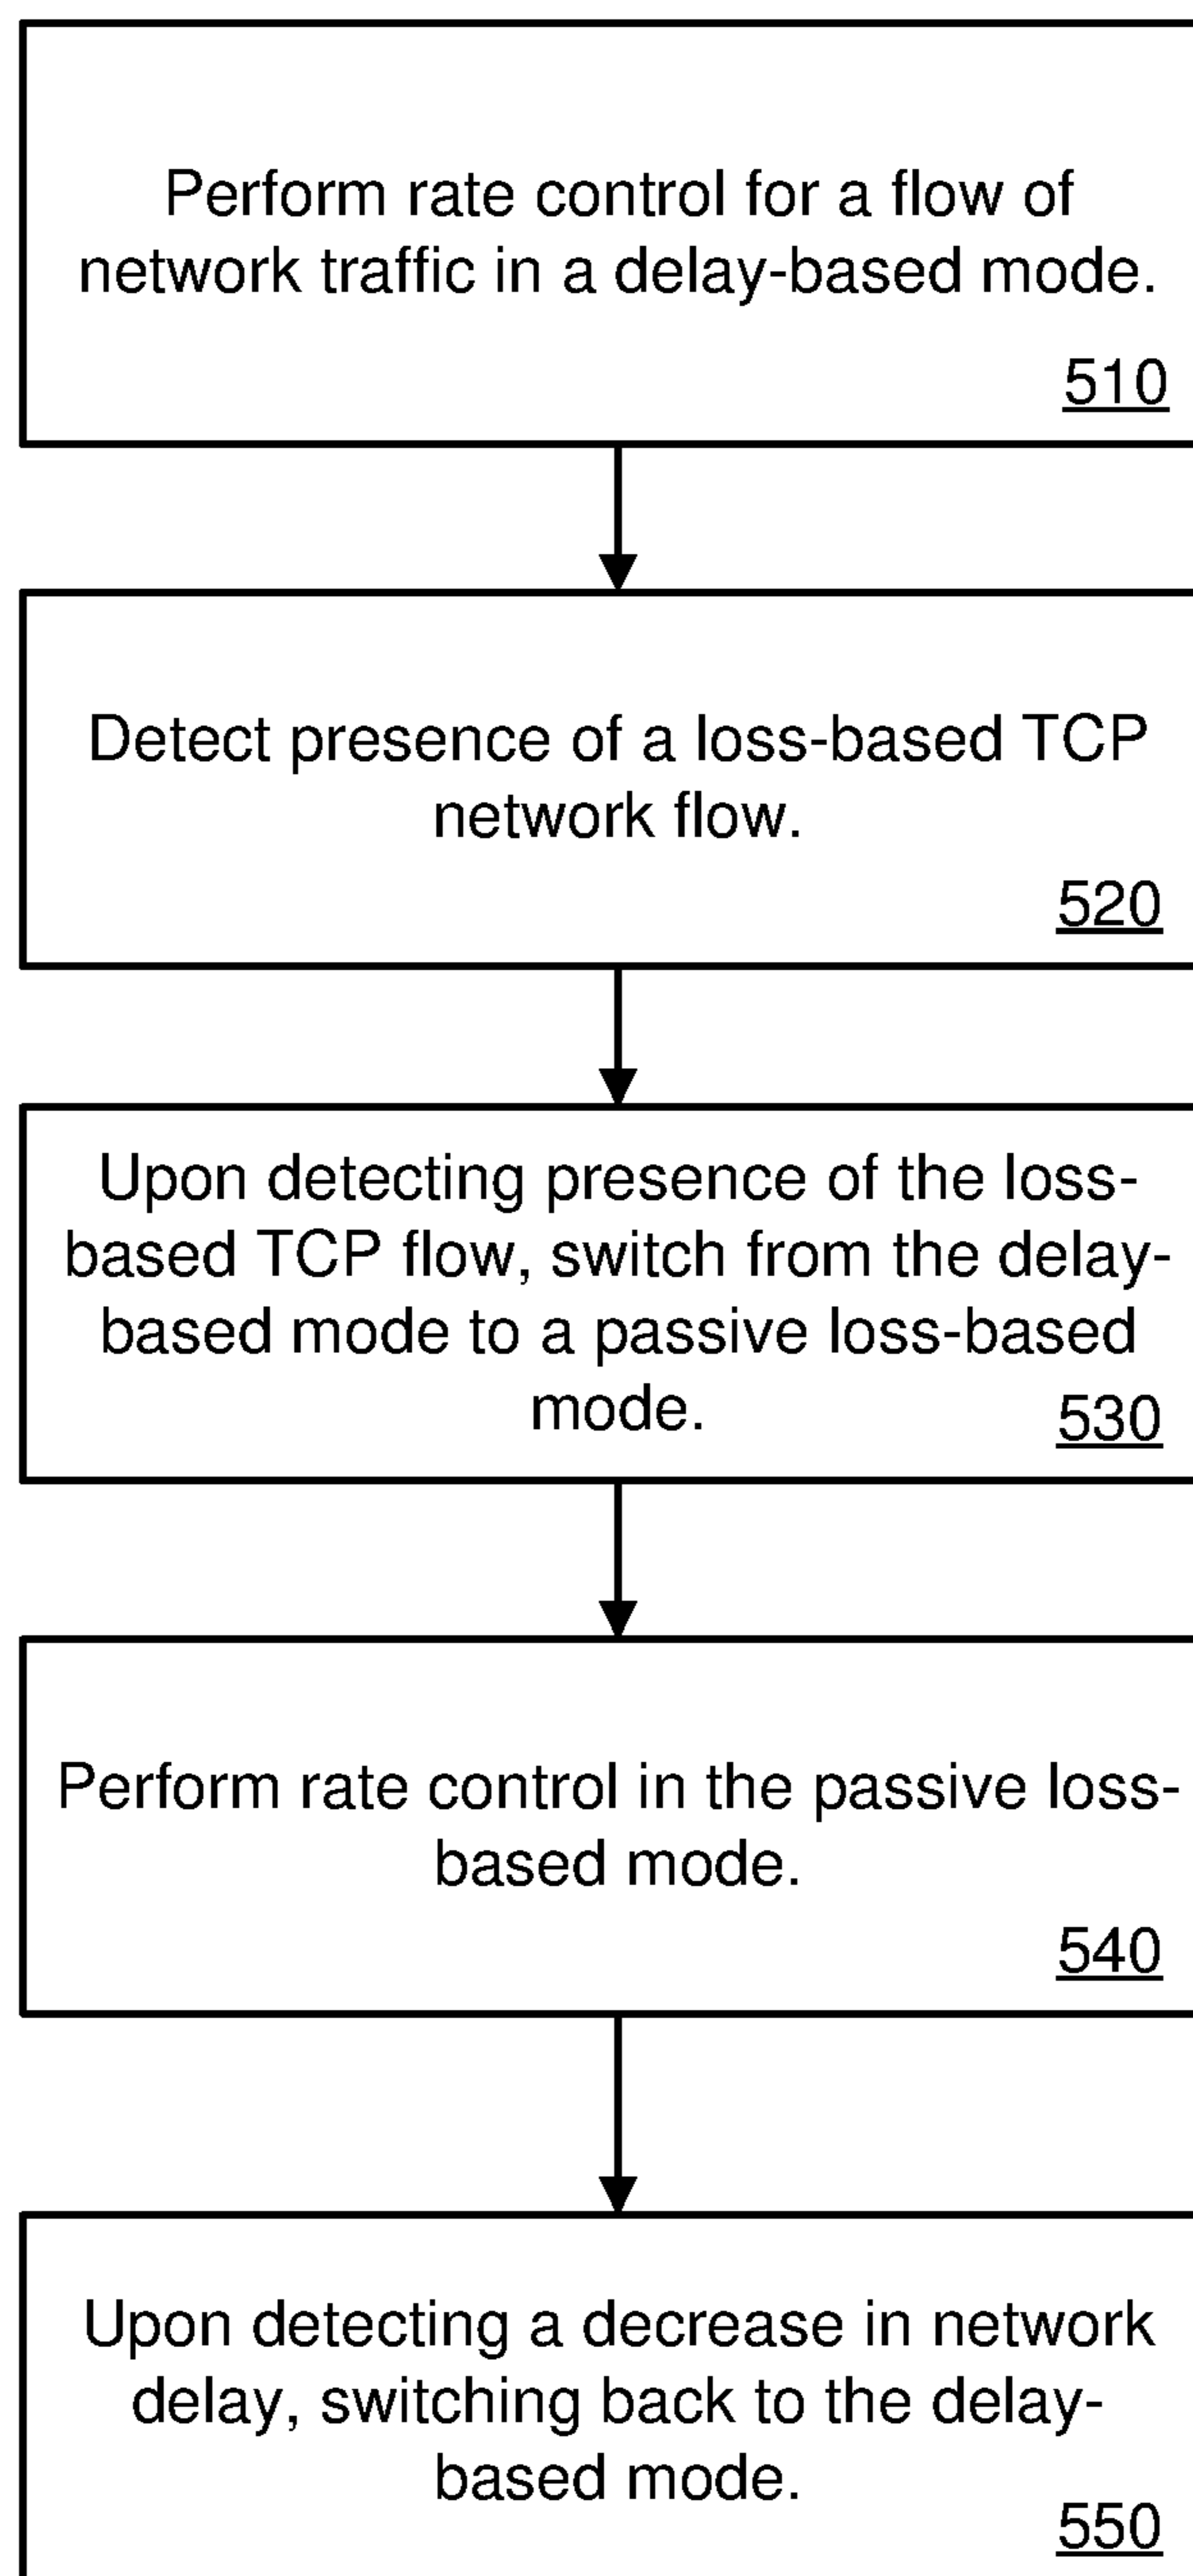 Perform rate control for a flow of
network traffic in a delay-based mode.
510
Detect presence of a loss-based TCP
network flow.
520
Upon detecting presence of the loss-
based TCP flow, switch from the delay-
based mode to a passive loss-based
mode.
530
Perform rate control in the passive loss-
based mode.
540
Upon detecting a decrease in network
delay, switching back to the delay-
based mode.
550